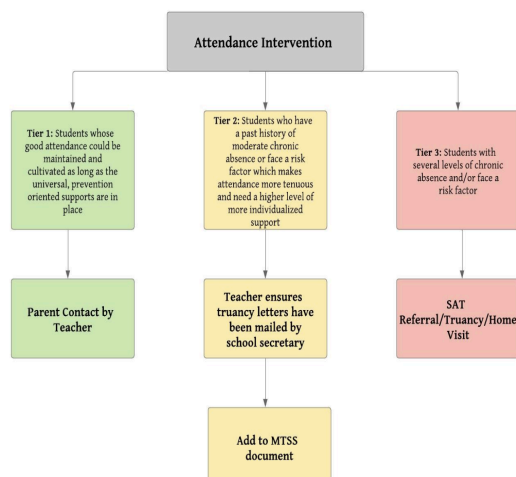 Attendance Intervention
Tier 1: Students whose
good attendance could be
maintained and
cultivated as long as the
universal, prevention
oriented supports are in
place
Tier 2: Students who have
a past history of
moderate chronic
absence or face a risk
factor which makes
attendance more tenuous
and need a higher level of
more individualized
support
Tier 3: Students with
several levels of chronic
absence and/or face a
risk factor
Parent Contact by
Teacher
Teacher ensures
truancy letters have
been mailed by
school secretary
SAT
Referral/Truancy/Home
Visit
Add to MTSS
document